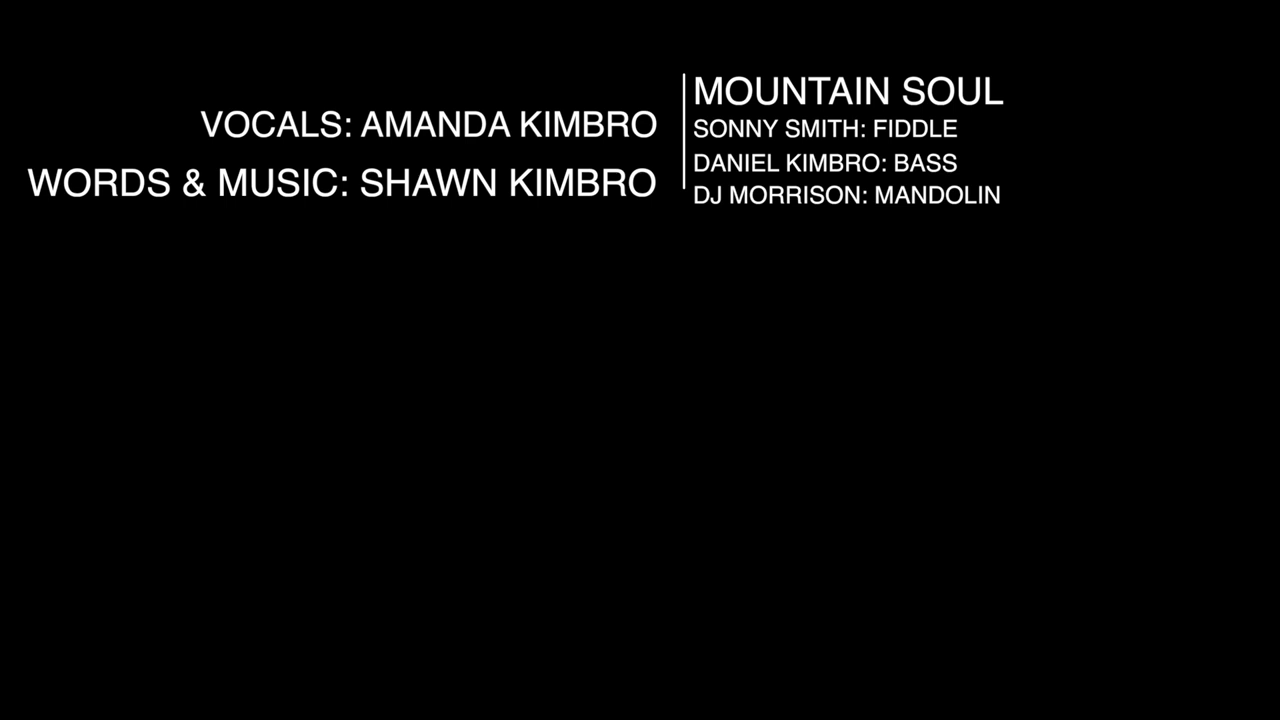 VOCALS: AMANDA KIMBRO
WORDS & MUSIC: SHAWN KIMBRO
MOUNTAIN SOUL
SONNY SMITH: FIDDLE
DANIEL KIMBRO: BASS
DJ MORRISON: MANDOLIN